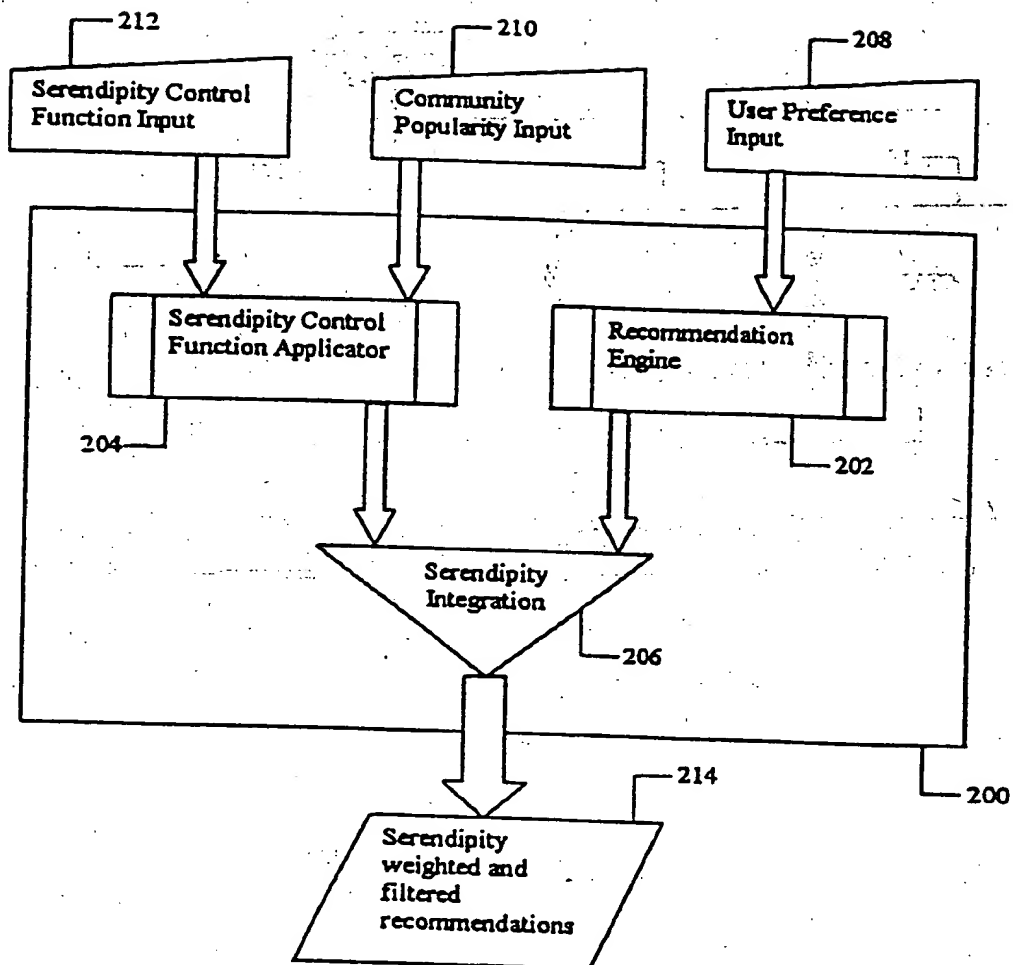 212
210
208
Serendipity Control
Function Input
Community
Popularity Input
User Preference
Input
Serendipity Control
Function Applicator
Recommendation
Engine
204
202
Serendipity
Integration
206
200
214
Serendipity
weighted and
filtered
recommendations